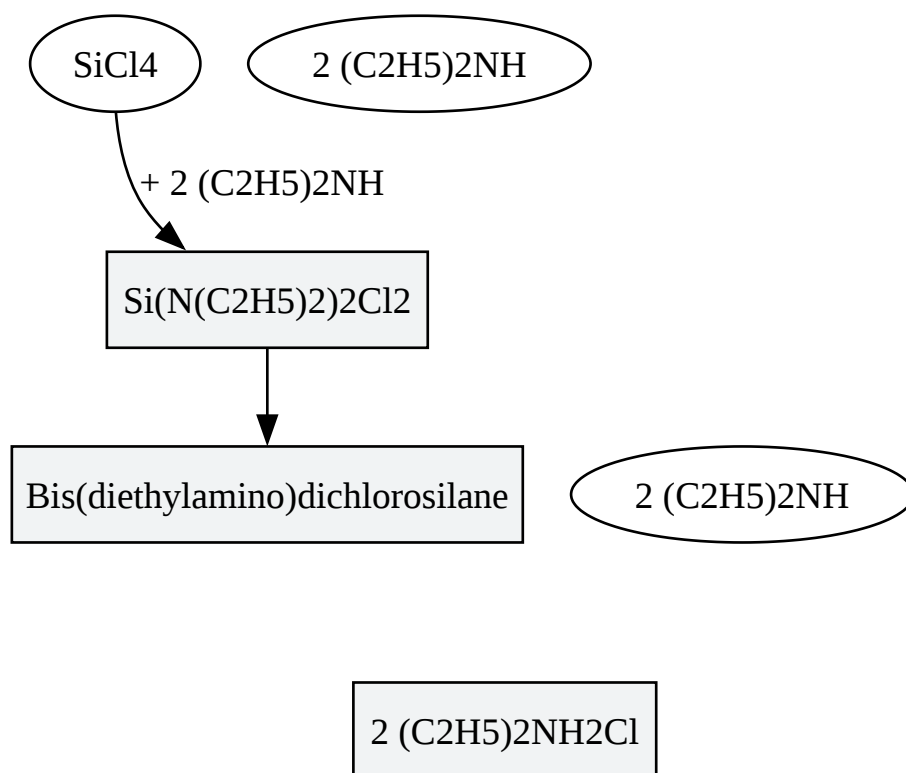 SiCl4
2 (C2H5)2NH
+ 2 (C2H5)2NH
Si(N(C2H5)2)2Cl2
Bis(diethylamino)dichlorosilane
2 (C2H5)2NH
2 (C2H5)2NH2Cl